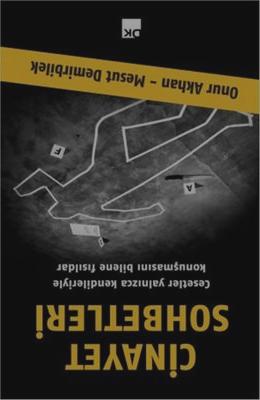 CİNAYET
SOHBETLERİ
Cesetler yalnızca kendileriyle
konuşmasını bilene fısıldar
A
F
Onur Akhan – Mesut Demirbilek
DK